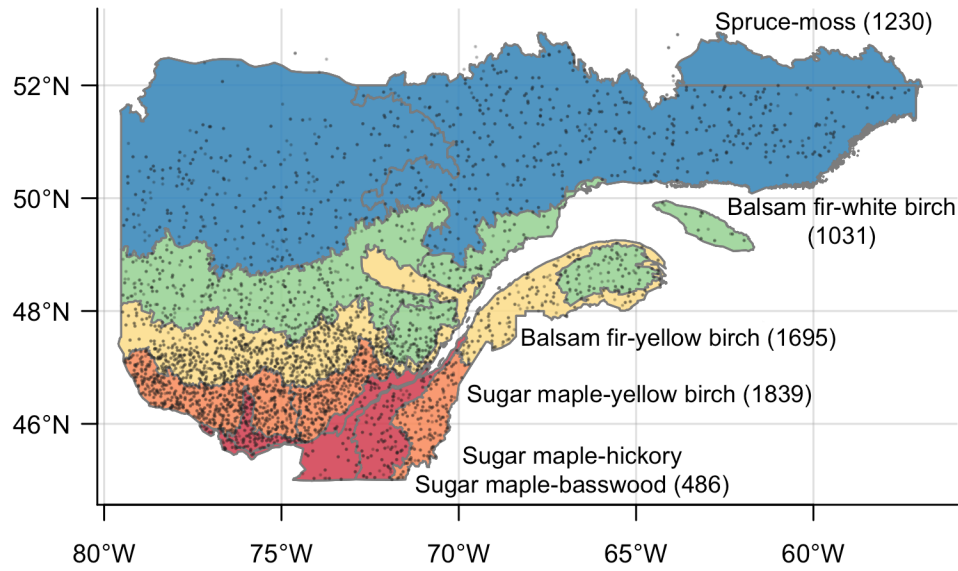 Spruce-moss (1230)
52°N
50°N
Balsam fir-white birch
(1031)
48°N
Balsam fir-yellow birch (1695)
Sugar maple-yellow birch (1839)
46°N
Sugar maple-hickory
Sugar maple-basswood (486)
80°W 75°W 70°W 65°W 60°W